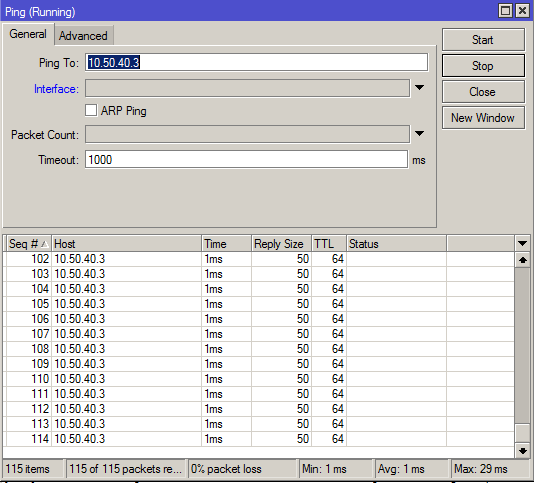 Ping (Running)
General Advanced Start
Ping To: 10.50.40.3 Stop
Interface: Close
ARP Ping New Window
Packet Count:
Timeout: 1000 ms
Seq # Host Time Reply Size TTL Status
102 10.50.40.3 1ms 50 64
103 10.50.40.3 1ms 50 64
104 10.50.40.3 1ms 50 64
105 10.50.40.3 1ms 50 64
106 10.50.40.3 1ms 50 64
107 10.50.40.3 1ms 50 64
108 10.50.40.3 1ms 50 64
109 10.50.40.3 1ms 50 64
110 10.50.40.3 1ms 50 64
111 10.50.40.3 1ms 50 64
112 10.50.40.3 1ms 50 64
113 10.50.40.3 1ms 50 64
114 10.50.40.3 1ms 50 64
115 items 115 of 115 packets re... 0% packet loss Min: 1 ms Avg: 1 ms Max: 29 ms